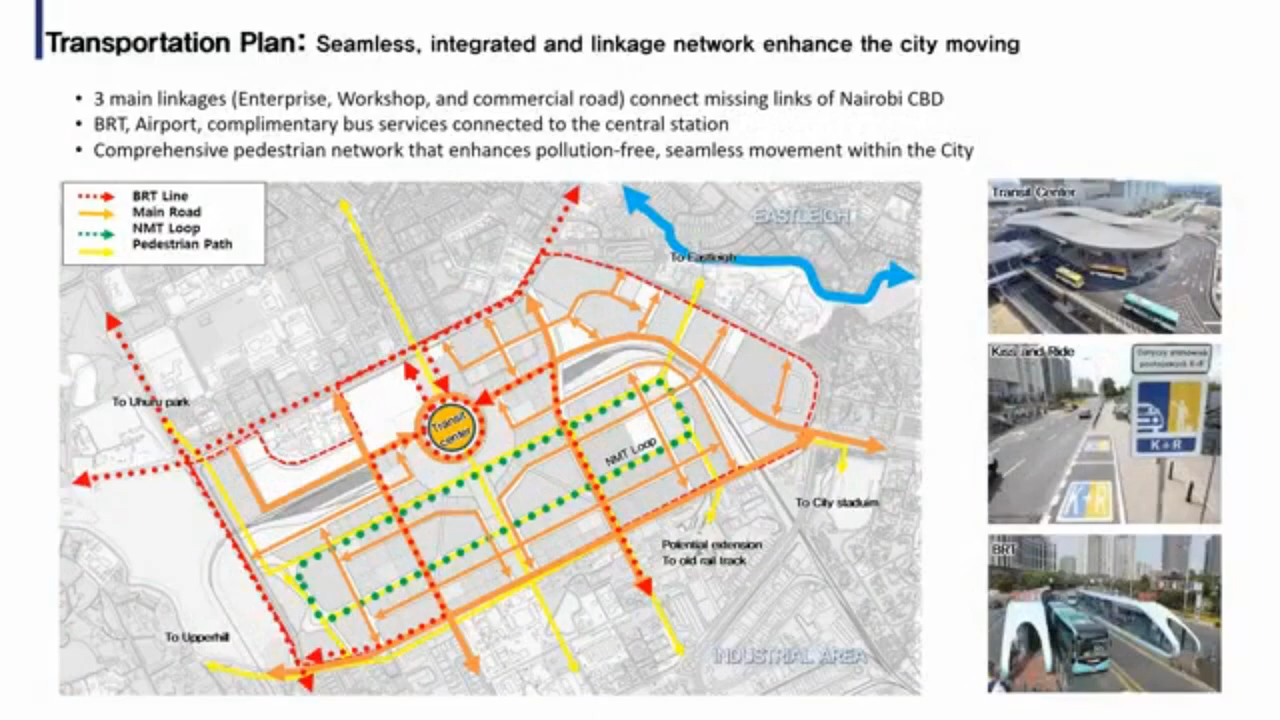 Transportation Plan: Seamless, integrated and linkage network enhance the city moving
• 3 main linkages (Enterprise, Workshop, and commercial road) connect missing links of Nairobi CBD
• BRT, Airport, complimentary bus services connected to the central station
• Comprehensive pedestrian network that enhances pollution-free, seamless movement within the City
BRT Line
Main Road
NMT Loop
Pedestrian Path
EASTLEIGH
To Eastleigh
To Uhuru park
Transit
center
NMT Loop
To City staduim
Potential extension
To old rail track
To Upperhill
INDUSTRIAL AREA
Transit Center
Kiss and Ride
K+R
K+R
BRT